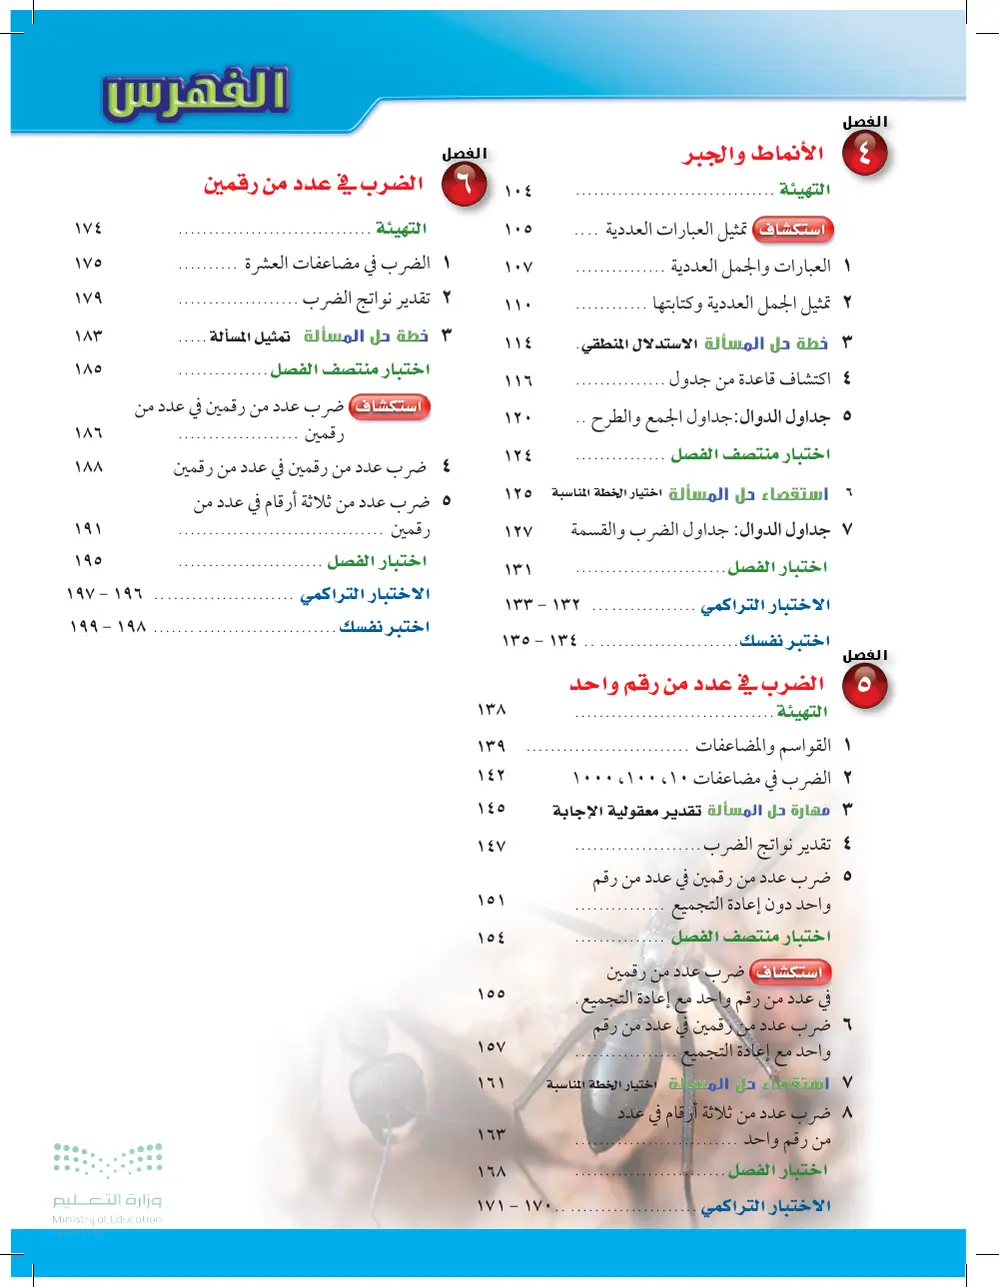 الفهرس
الفصل
٤ الأنماط والجبر
التهيئة ................................ ١٠٤
استكشاف تمثيل العبارات العددية .... ١٠٥
١ العبارات والجمل العددية ............... ١٠٧
٢ تمثيل الجمل العددية وكتابتها ............ ١١٠
٣ خطة حل المسألة الاستدلال المنطقي. ١١٤
٤ اكتشاف قاعدة من جدول ............... ١١٦
٥ جداول الدوال:جداول الجمع والطرح .. ١٢٠
اختبار منتصف الفصل ............... ١٢٤
٦ استقصاء حل المسألة اختيار الخطة المناسبة ١٢٥
٧ جداول الدوال: جداول الضرب والقسمة ١٢٧
اختبار الفصل......................... ١٣١
الاختبار التراكمي ................. ١٣٢ - ١٣٣
اختبر نفسك......................... ١٣٤ - ١٣٥
الفصل
٥ الضرب في عدد من رقم واحد
التهيئة ................................ ١٣٨
١ القواسم والمضاعفات ........................... ١٣٩
٢ الضرب في مضاعفات ١٠، ١٠٠، ١٠٠٠ ١٤٢
٣ مهارة حل المسألة تقدير معقولية الإجابة ١٤٥
٤ تقدير نواتج الضرب ..................... ١٤٧
٥ ضرب عدد من رقمين في عدد من رقم
واحد دون إعادة التجميع ............... ١٥١
اختبار منتصف الفصل ............... ١٥٤
استكشاف ضرب عدد من رقمين
في عدد من رقم واحد مع إعادة التجميع. ١٥٥
٦ ضرب عدد من رقمين في عدد من رقم
واحد مع إعادة التجميع ................. ١٥٧
٧ استقصاء حل المسألة اختيار الخطة المناسبة ١٦١
٨ ضرب عدد من ثلاثة أرقام في عدد
من رقم واحد ........................... ١٦٣
اختبار الفصل......................... ١٦٨
الاختبار التراكمي ....................... ١٧٠ - ١٧١
الفصل
٦ الضرب في عدد من رقمين
التهيئة ............................... ١٧٤
١ الضرب في مضاعفات العشرة .......... ١٧٥
٢ تقدير نواتج الضرب .................... ١٧٩
٣ خطة حل المسألة تمثيل المسألة ..... ١٨٣
اختبار منتصف الفصل ............... ١٨٥
استكشاف ضرب عدد من رقمين في عدد من
رقمين .................... ١٨٦
٤ ضرب عدد من رقمين في عدد من رقمين ١٨٨
٥ ضرب عدد من ثلاثة أرقام في عدد من
رقمين .................................. ١٩١
اختبار الفصل ........................ ١٩٥
الاختبار التراكمي ....................... ١٩٦ - ١٩٧
اختبر نفسك.............................. ١٩٨ - ١٩٩
وزارة التعليم
Ministry of Education